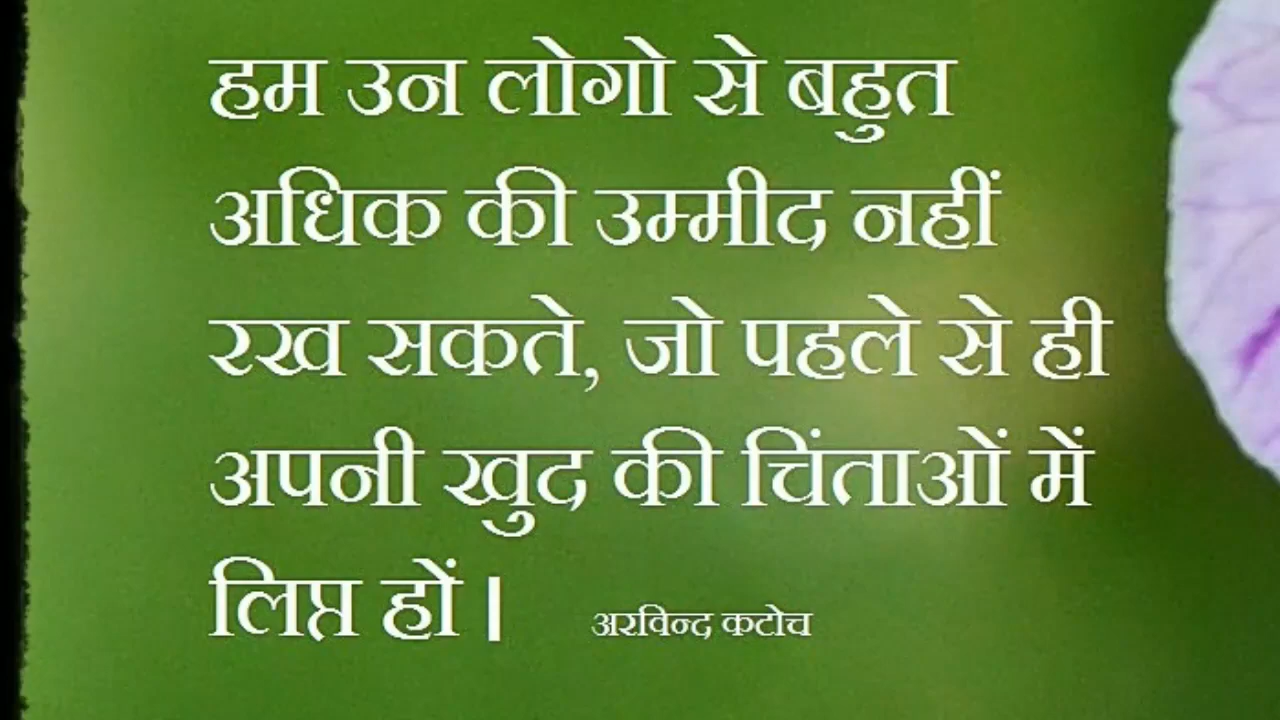 हम उन लोगो से बहुत
अधिक की उम्मीद नहीं
रख सकते, जो पहले से ही
अपनी खुद की चिंताओं में
लिप्त हों । अरविन्द कटोच